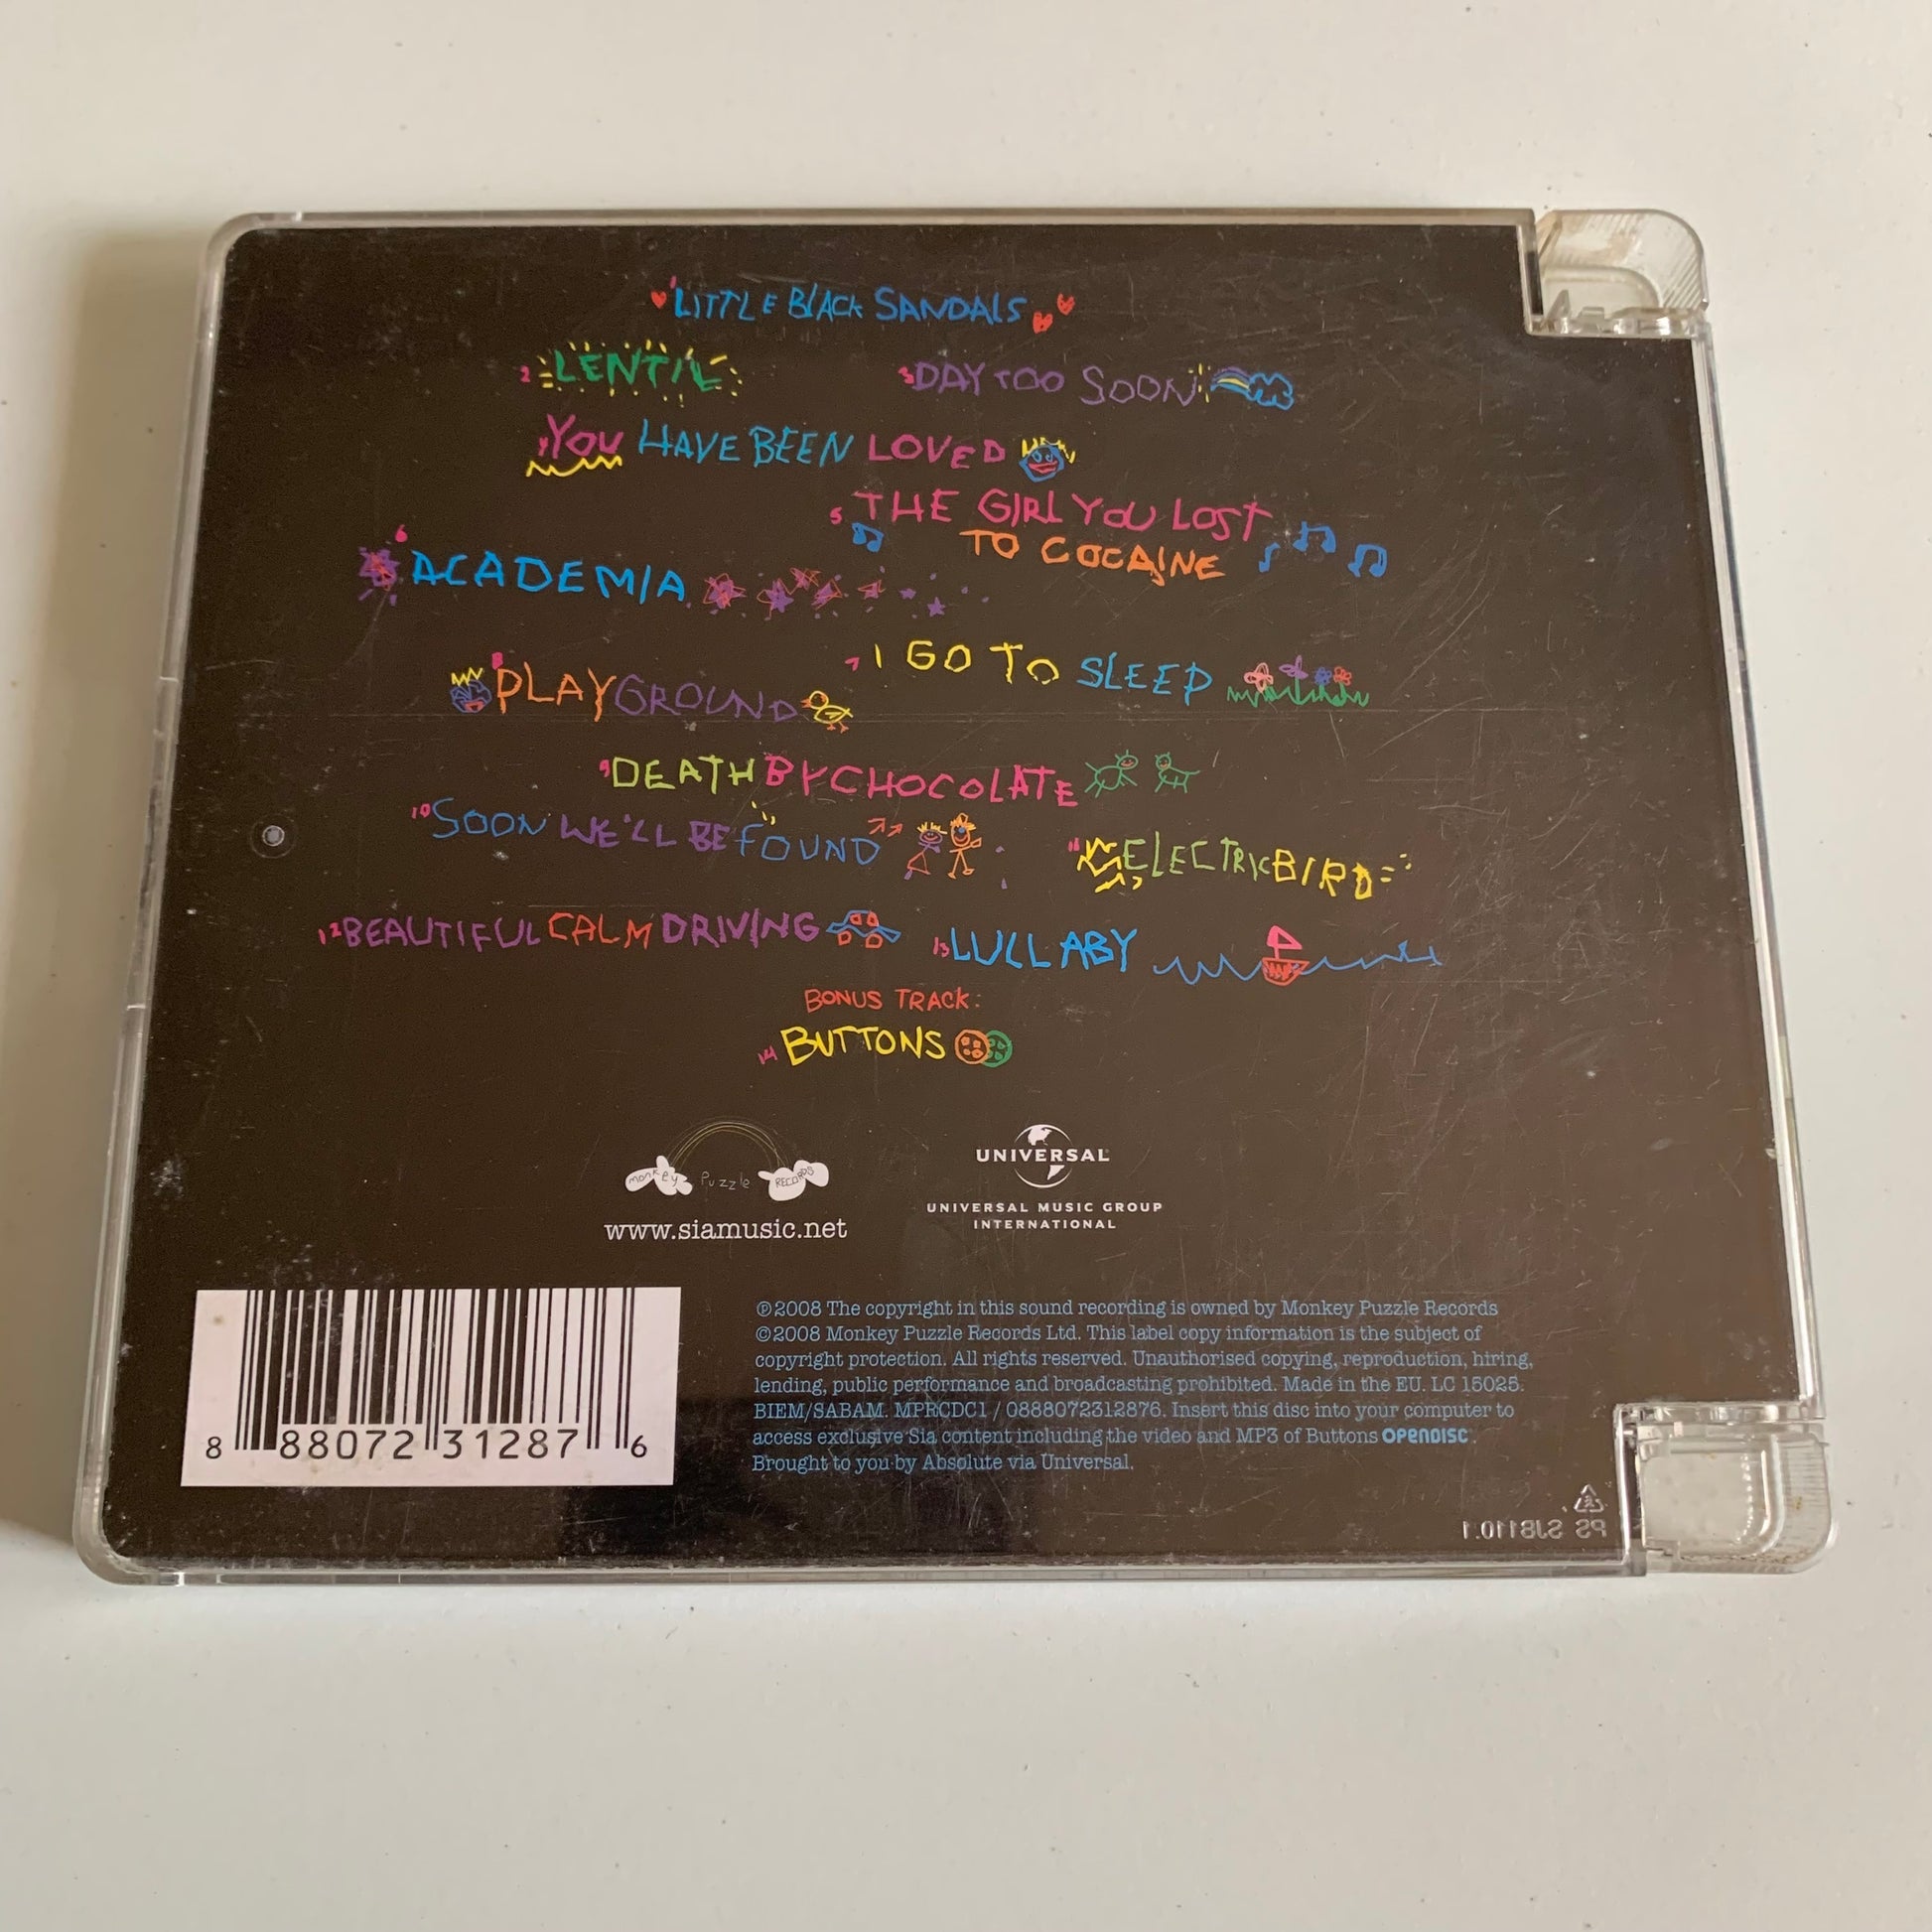 1 LITTLE BLACK SANDALS
2 LENTIL 3 DAY TOO SOON
4 YOU HAVE BEEN LOVED
5 THE GIRL YOU LOST
TO COCAINE
6 ACADEMIA
7 I GO TO SLEEP
8 PLAYGROUND
9 DEATH BY CHOCOLATE
10 SOON WE'LL BE FOUND
11 ELECTRIC BIRD
12 BEAUTIFUL CALM DRIVING 13 LULLABY
BONUS TRACK:
14 BUTTONS
monkey Puzzle RECORDS
www.siamusic.net
UNIVERSAL
UNIVERSAL MUSIC GROUP
INTERNATIONAL
℗2008 The copyright in this sound recording is owned by Monkey Puzzle Records
©2008 Monkey Puzzle Records Ltd. This label copy information is the subject of
copyright protection. All rights reserved. Unauthorised copying, reproduction, hiring,
lending, public performance and broadcasting prohibited. Made in the EU. LC 15025.
BIEM/SABAM. MPRCDC1 / 0888072312876. Insert this disc into your computer to
access exclusive Sia content including the video and MP3 of Buttons OPENDISC.
Brought to you by Absolute via Universal.
8 88072 31287 6
PS SJB110.1